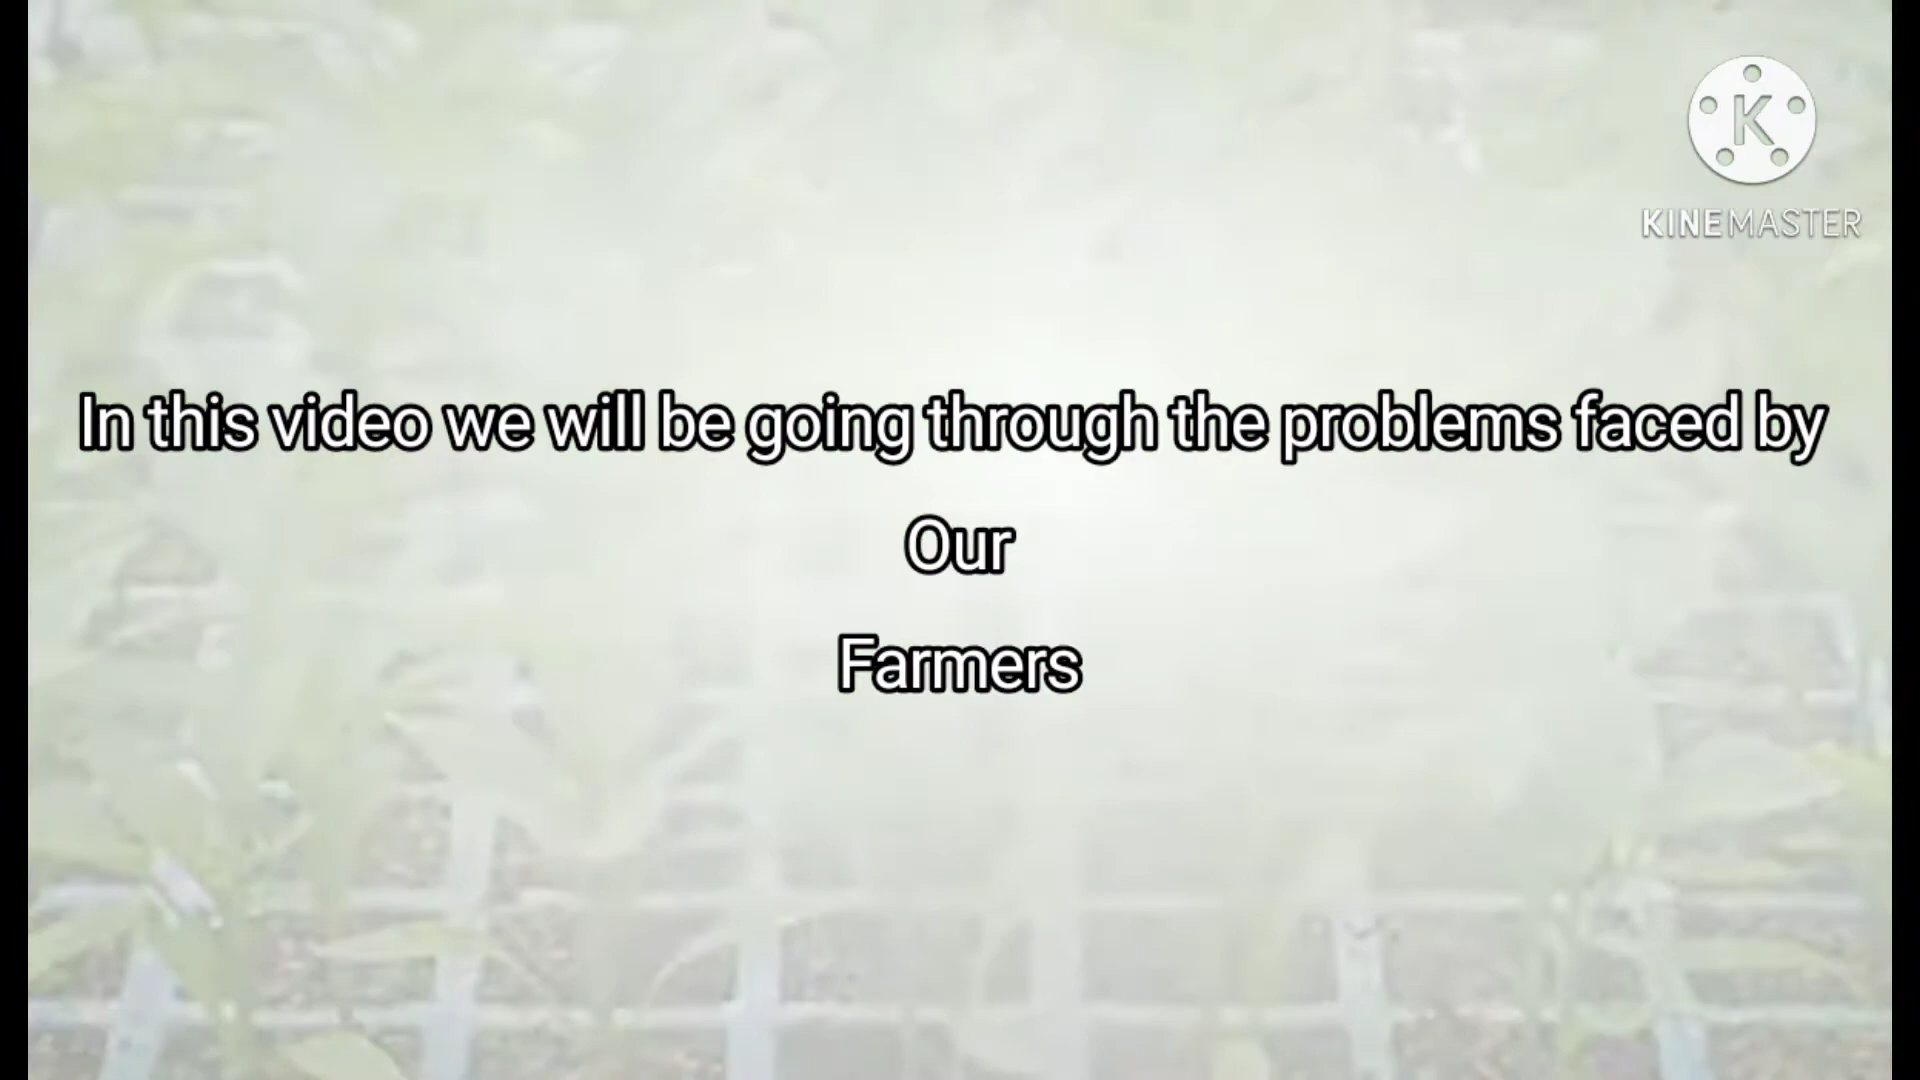 K
KINEMASTER
In this video we will be going through the problems faced by
Our
Farmers